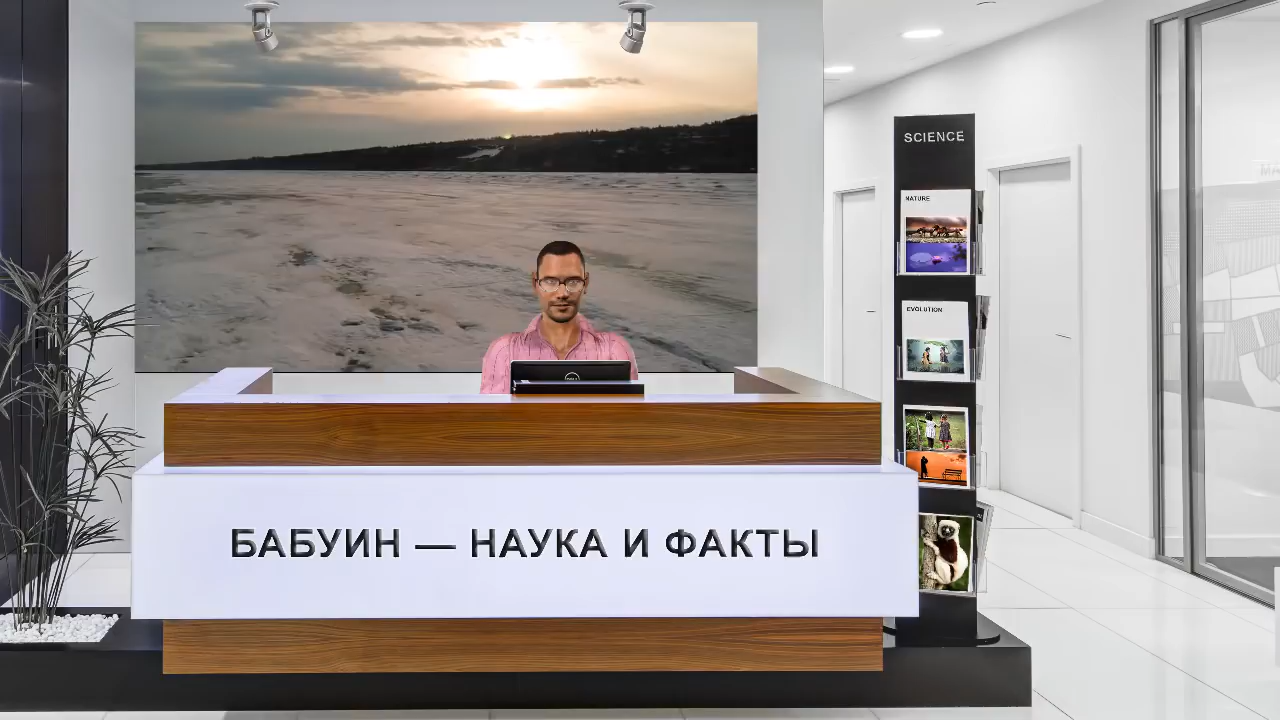 SCIENCE
NATURE
EVOLUTION
БАБУИН — НАУКА И ФАКТЫ